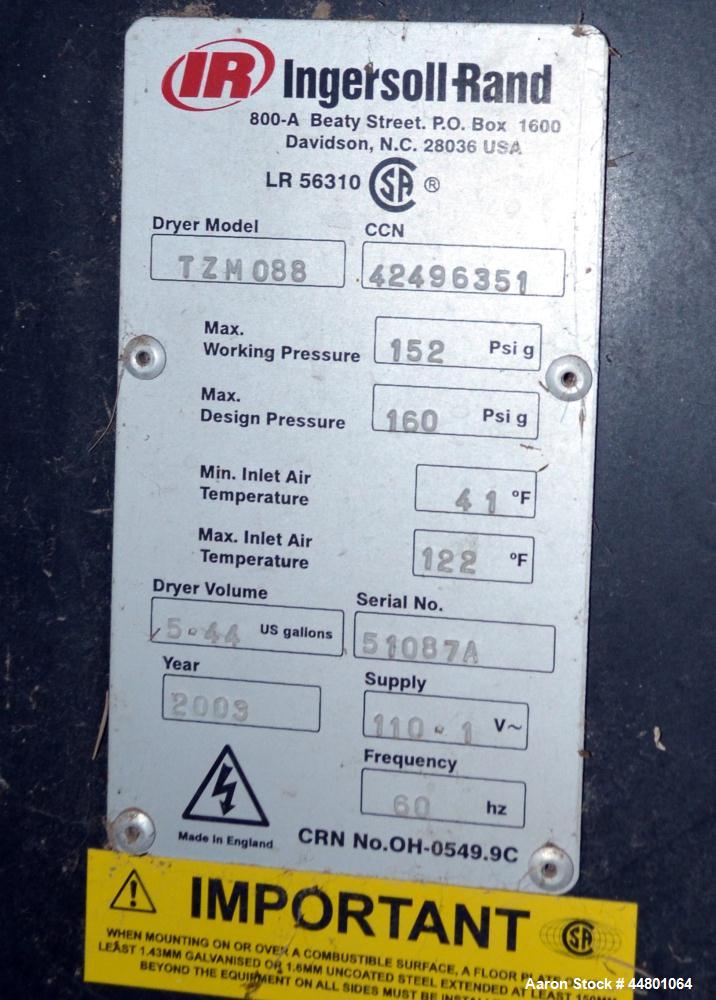 IR Ingersoll-Rand
800-A Beaty Street. P.O. Box 1600
Davidson, N.C. 28036 USA
LR 56310 SA ®
Dryer Model CCN
TZM088 42496351
Max.
Working Pressure 152 Psi g
Max.
Design Pressure 160 Psi g
Min. Inlet Air
Temperature 41 °F
Max. Inlet Air
Temperature 122 °F
Dryer Volume Serial No.
5.44 US gallons 51087A
Year Supply
2003 110-1 V~
Frequency
60 hz
Made in England CRN No.OH-0549.9C
IMPORTANT SA
WHEN MOUNTING ON OR OVER A COMBUSTIBLE SURFACE, A FLOOR PLATE
LEAST 1.43MM GALVANISED OR 1.6MM UNCOATED STEEL EXTENDED AT LEAST 150MM
BEYOND THE EQUIPMENT ON ALL SIDES MUST BE
Aaron Stock # 44801064